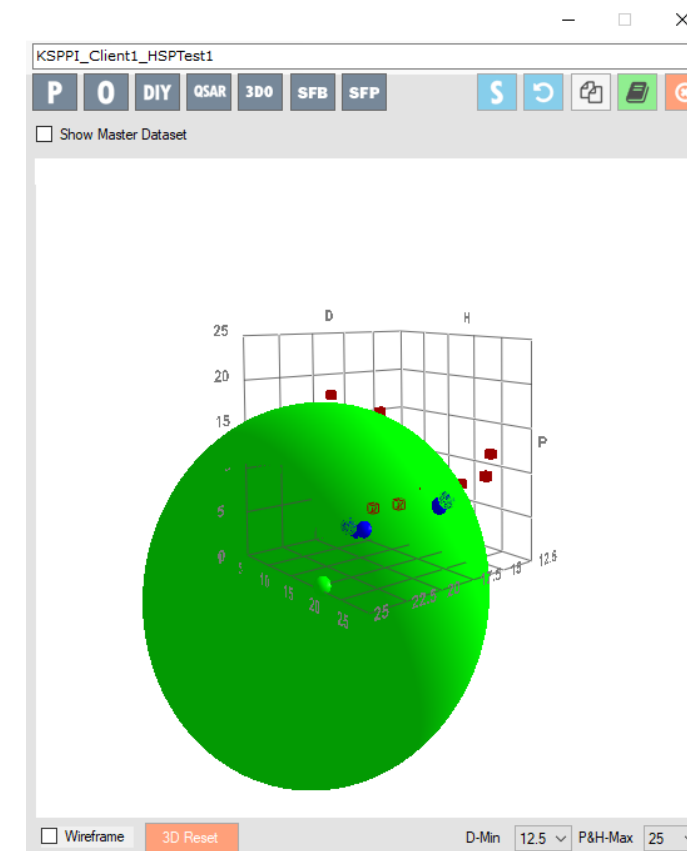 KSPPI_Client1_HSPTest1
P O DIY QSAR 3D0 SFB SFP S
Show Master Dataset
D H
25
20
15
P
5
0
5 10 15 20 25
25 22.5 20 17.5 15 12.5
Wireframe 3D Reset D-Min 12.5 P&H-Max 25